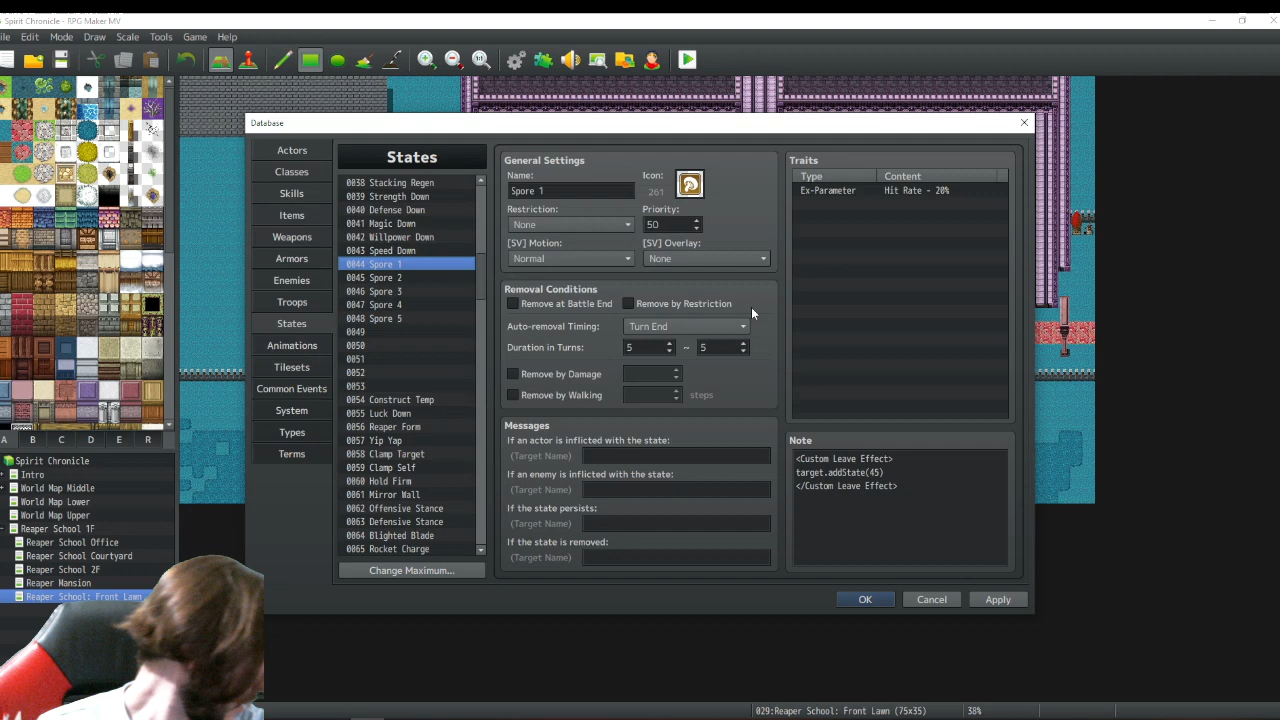 Spirit Chronicle - RPG Maker MV
ile Edit Mode Draw Scale Tools Game Help
1:1
Database
Actors
Classes
Skills
Items
Weapons
Armors
Enemies
Troops
States
Animations
Tilesets
Common Events
System
Types
Terms
States
0038 Stacking Regen
0039 Strength Down
0040 Defense Down
0041 Magic Down
0042 Willpower Down
0043 Speed Down
0044 Spore 1
0045 Spore 2
0046 Spore 3
0047 Spore 4
0048 Spore 5
0049
0050
0051
0052
0053
0054 Construct Temp
0055 Luck Down
0056 Reaper Form
0057 Yip Yap
0058 Clamp Target
0059 Clamp Self
0060 Hold Firm
0061 Mirror Wall
0062 Offensive Stance
0063 Defensive Stance
0064 Blighted Blade
0065 Rocket Charge
Change Maximum...
General Settings
Name: Icon:
Spore 1 261
Restriction: Priority:
None 50
[SV] Motion: [SV] Overlay:
Normal None
Removal Conditions
Remove at Battle End Remove by Restriction
Auto-removal Timing: Turn End
Duration in Turns: 5 ~ 5
Remove by Damage
Remove by Walking steps
Messages
If an actor is inflicted with the state:
(Target Name)
If an enemy is inflicted with the state:
(Target Name)
If the state persists:
(Target Name)
If the state is removed:
(Target Name)
Traits
Type Content
Ex-Parameter Hit Rate - 20%
Note
<Custom Leave Effect>
target.addState(45)
</Custom Leave Effect>
OK Cancel Apply
A B C D E R
Spirit Chronicle
Intro
World Map Middle
World Map Lower
World Map Upper
Reaper School 1F
Reaper School Office
Reaper School Courtyard
Reaper School 2F
Reaper Mansion
Reaper School: Front Lawn
029:Reaper School: Front Lawn (75x35) 38%